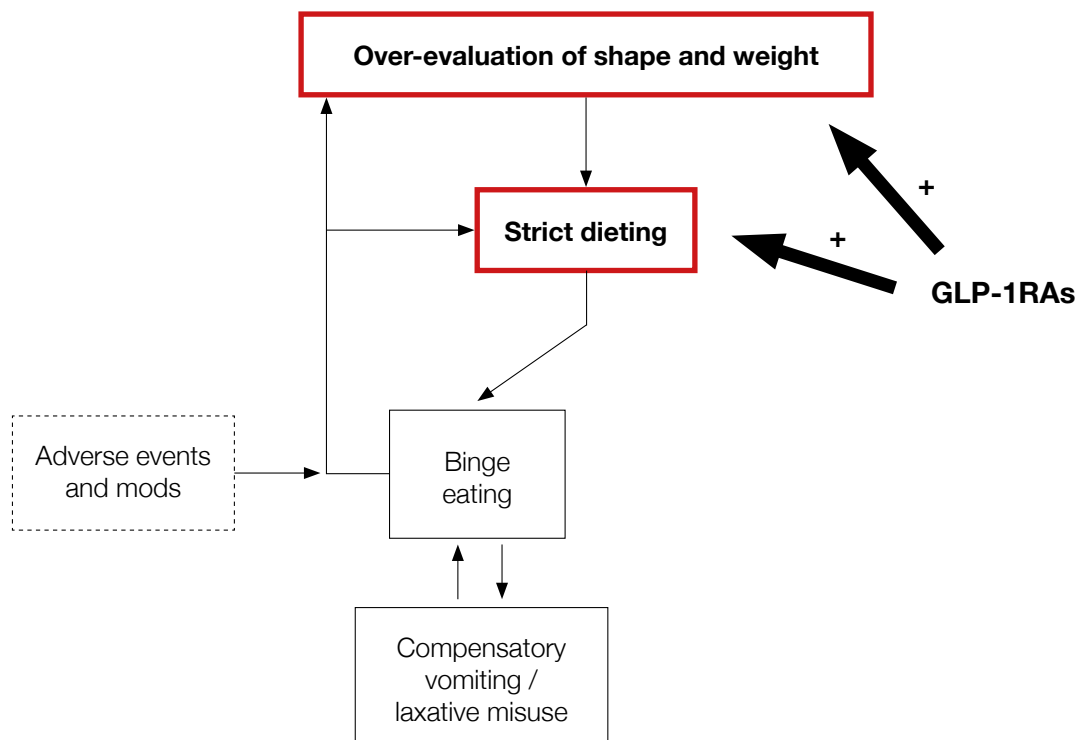 Over-evaluation of shape and weight
+
Strict dieting
+
GLP-1RAs
Adverse events
and mods
Binge
eating
Compensatory
vomiting /
laxative misuse